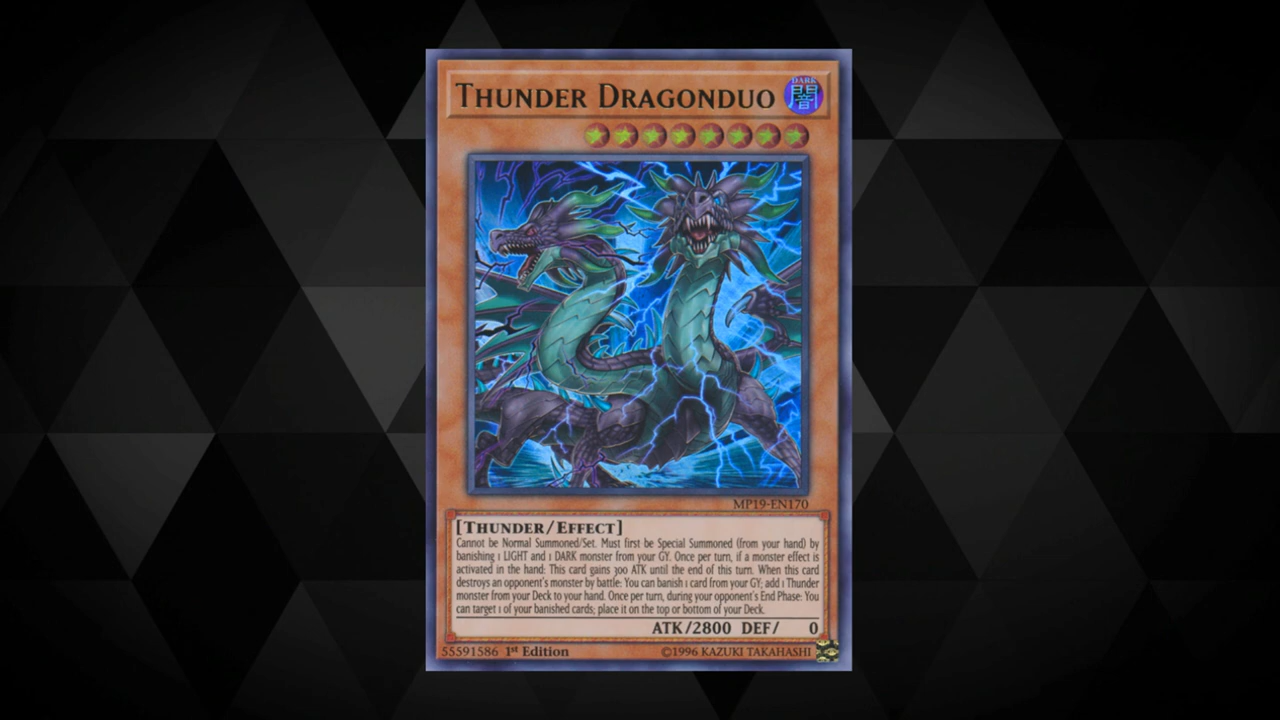 THUNDER DRAGONDUO
DARK
闇
MP19-EN170
[THUNDER/EFFECT]
Cannot be Normal Summoned/Set. Must first be Special Summoned (from your hand) by
banishing 1 LIGHT and 1 DARK monster from your GY. Once per turn, if a monster effect is
activated in the hand: This card gains 300 ATK until the end of this turn. When this card
destroys an opponent's monster by battle: You can banish 1 card from your GY; add 1 Thunder
monster from your Deck to your hand. Once per turn, during your opponent's End Phase: You
can target 1 of your banished cards; place it on the top or bottom of your Deck.
ATK/2800 DEF/ 0
55591586 1st Edition
©1996 KAZUKI TAKAHASHI